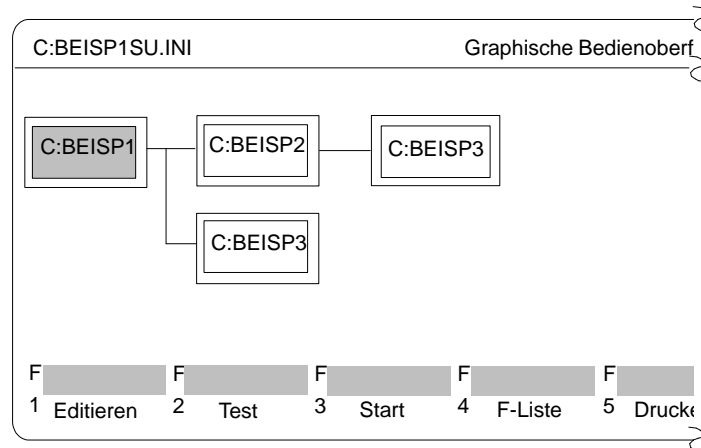 C:BEISP1SU.INI Graphische Bedienoberf
C:BEISP1 C:BEISP2 C:BEISP3
C:BEISP3
F F F F F
1 Editieren 2 Test 3 Start 4 F-Liste 5 Drucke